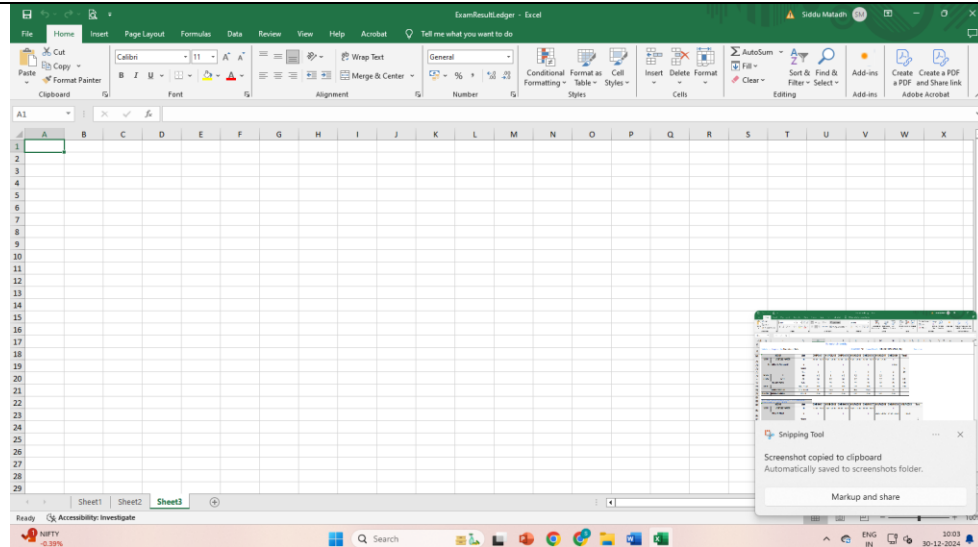 ExamResultLedger - Excel
Siddu Matadh SM
File Home Insert Page Layout Formulas Data Review View Help Acrobat Tell me what you want to do
Cut
Copy
Format Painter
Paste
Clipboard
Calibri 11 A A
B I U A
Font
Wrap Text
Merge & Center
Alignment
General
% ,
Number
Conditional Formatting
Format as Table
Cell Styles
Styles
Insert Delete Format
Cells
AutoSum
Fill
Clear
Sort & Filter
Find & Select
Editing
Add-ins
Add-ins
Create a PDF
Create a PDF and Share link
Adobe Acrobat
A1 fx
A B C D E F G H I J K L M N O P Q R S T U V W X
1
2
3
4
5
6
7
8
9
10
11
12
13
14
15
16
17
18
19
20
21
22
23
24
25
26
27
28
29
Snipping Tool
Screenshot copied to clipboard
Automatically saved to screenshots folder.
Markup and share
Sheet1 Sheet2 Sheet3
Ready Accessibility: Investigate
NIFTY
-0.39%
Search
ENG
IN
10:03
30-12-2024